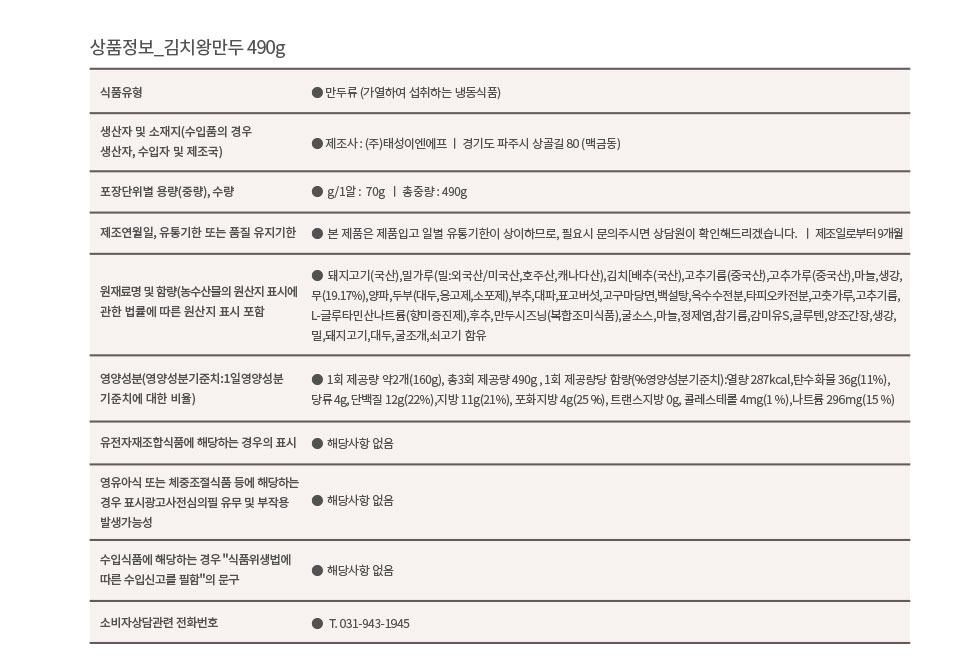 상품정보_김치왕만두 490g
식품유형
● 만두류 (가열하여 섭취하는 냉동식품)
생산자 및 소재지(수입품의 경우
생산자, 수입자 및 제조국)
● 제조사 : (주)태성이엔에프 ㅣ 경기도 파주시 상골길 80 (맥금동)
포장단위별 용량(중량), 수량
● g/1알 : 70g ㅣ 총중량 : 490g
제조연월일, 유통기한 또는 품질 유지기한
● 본 제품은 제품입고 일별 유통기한이 상이하므로, 필요시 문의주시면 상담원이 확인해드리겠습니다. ㅣ 제조일로부터 9개월
원재료명 및 함량(농수산물의 원산지 표시에
관한 법률에 따른 원산지 표시 포함
● 돼지고기(국산),밀가루(밀:외국산/미국산,호주산,캐나다산),김치[배추(국산),고추기름(중국산),고추가루(중국산),마늘,생강,
무(19.17%),양파,두부(대두,응고제,소포제),부추,대파,표고버섯,고구마당면,백설탕,옥수수전분,타피오카전분,고춧가루,고추기름,
L-글루타민산나트륨(향미증진제),후추,만두시즈닝(복합조미식품),굴소스,마늘,정제염,참기름,감미유S,글루텐,양조간장,생강,
밀,돼지고기,대두,굴조개,쇠고기 함유
영양성분(영양성분기준치:1일영양성분
기준치에 대한 비율)
● 1회 제공량 약2개(160g), 총3회 제공량 490g , 1회 제공량당 함량(%영양성분기준치):열량 287kcal,탄수화물 36g(11%),
당류 4g, 단백질 12g(22%),지방 11g(21%), 포화지방 4g(25 %), 트랜스지방 0g, 콜레스테롤 4mg(1 %),나트륨 296mg(15 %)
유전자재조합식품에 해당하는 경우의 표시
● 해당사항 없음
영유아식 또는 체중조절식품 등에 해당하는
경우 표시광고사전심의필 유무 및 부작용
발생가능성
● 해당사항 없음
수입식품에 해당하는 경우 "식품위생법에
따른 수입신고를 필함"의 문구
● 해당사항 없음
소비자상담관련 전화번호
● T. 031-943-1945